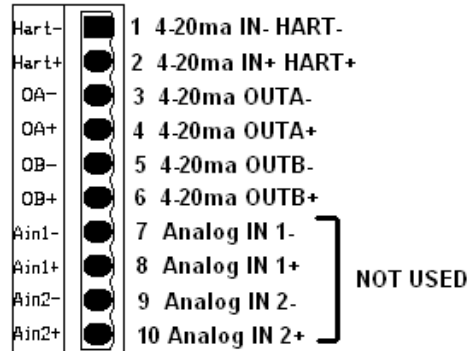 Hart- 1 4-20ma IN- HART-
Hart+ 2 4-20ma IN+ HART+
OA- 3 4-20ma OUTA-
OA+ 4 4-20ma OUTA+
OB- 5 4-20ma OUTB-
OB+ 6 4-20ma OUTB+
Ain1- 7 Analog IN 1-
Ain1+ 8 Analog IN 1+
NOT USED
Ain2- 9 Analog IN 2-
Ain2+ 10 Analog IN 2+